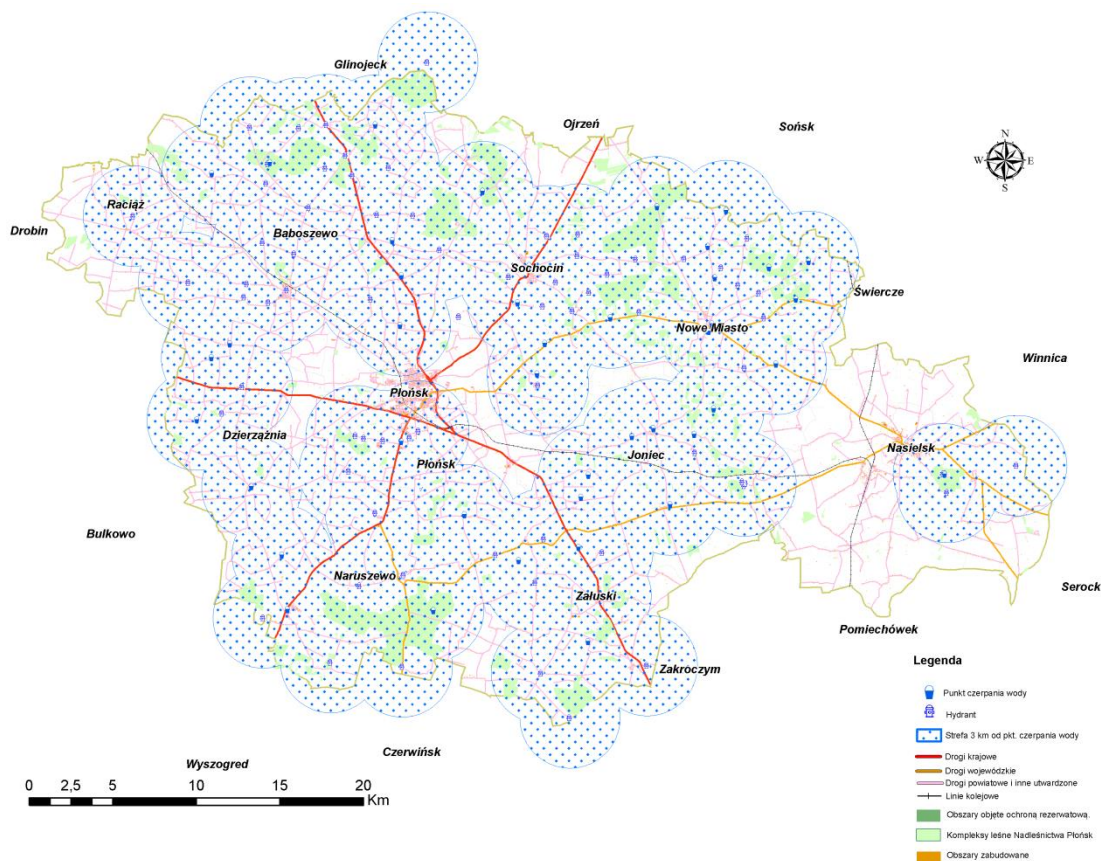 Glinojeck
Ojrzeń
Sońsk
N
W E
S
Raciąż
Drobin
Baboszewo
Sochocin
Świercze
Nowe Miasto
Winnica
Płońsk
Dzierzążnia
Nasielsk
Joniec
Płońsk
Bulkowo
Naruszewo
Serock
Załuski
Pomiechówek
Zakroczym
Czerwińsk
Wyszogred
0 2,5 5 10 15 20
Km
Legenda
Punkt czerpania wody
Hydrant
Strefa 3 km od pkt. czerpania wody
Drogi krajowe
Drogi wojewódzkie
Drogi powiatowe i inne utwardzone
Linie kolejowe
Obszary objęte ochroną rezerwatową.
Kompleksy leśne Nadleśnictwa Płońsk
Obszary zabudowane